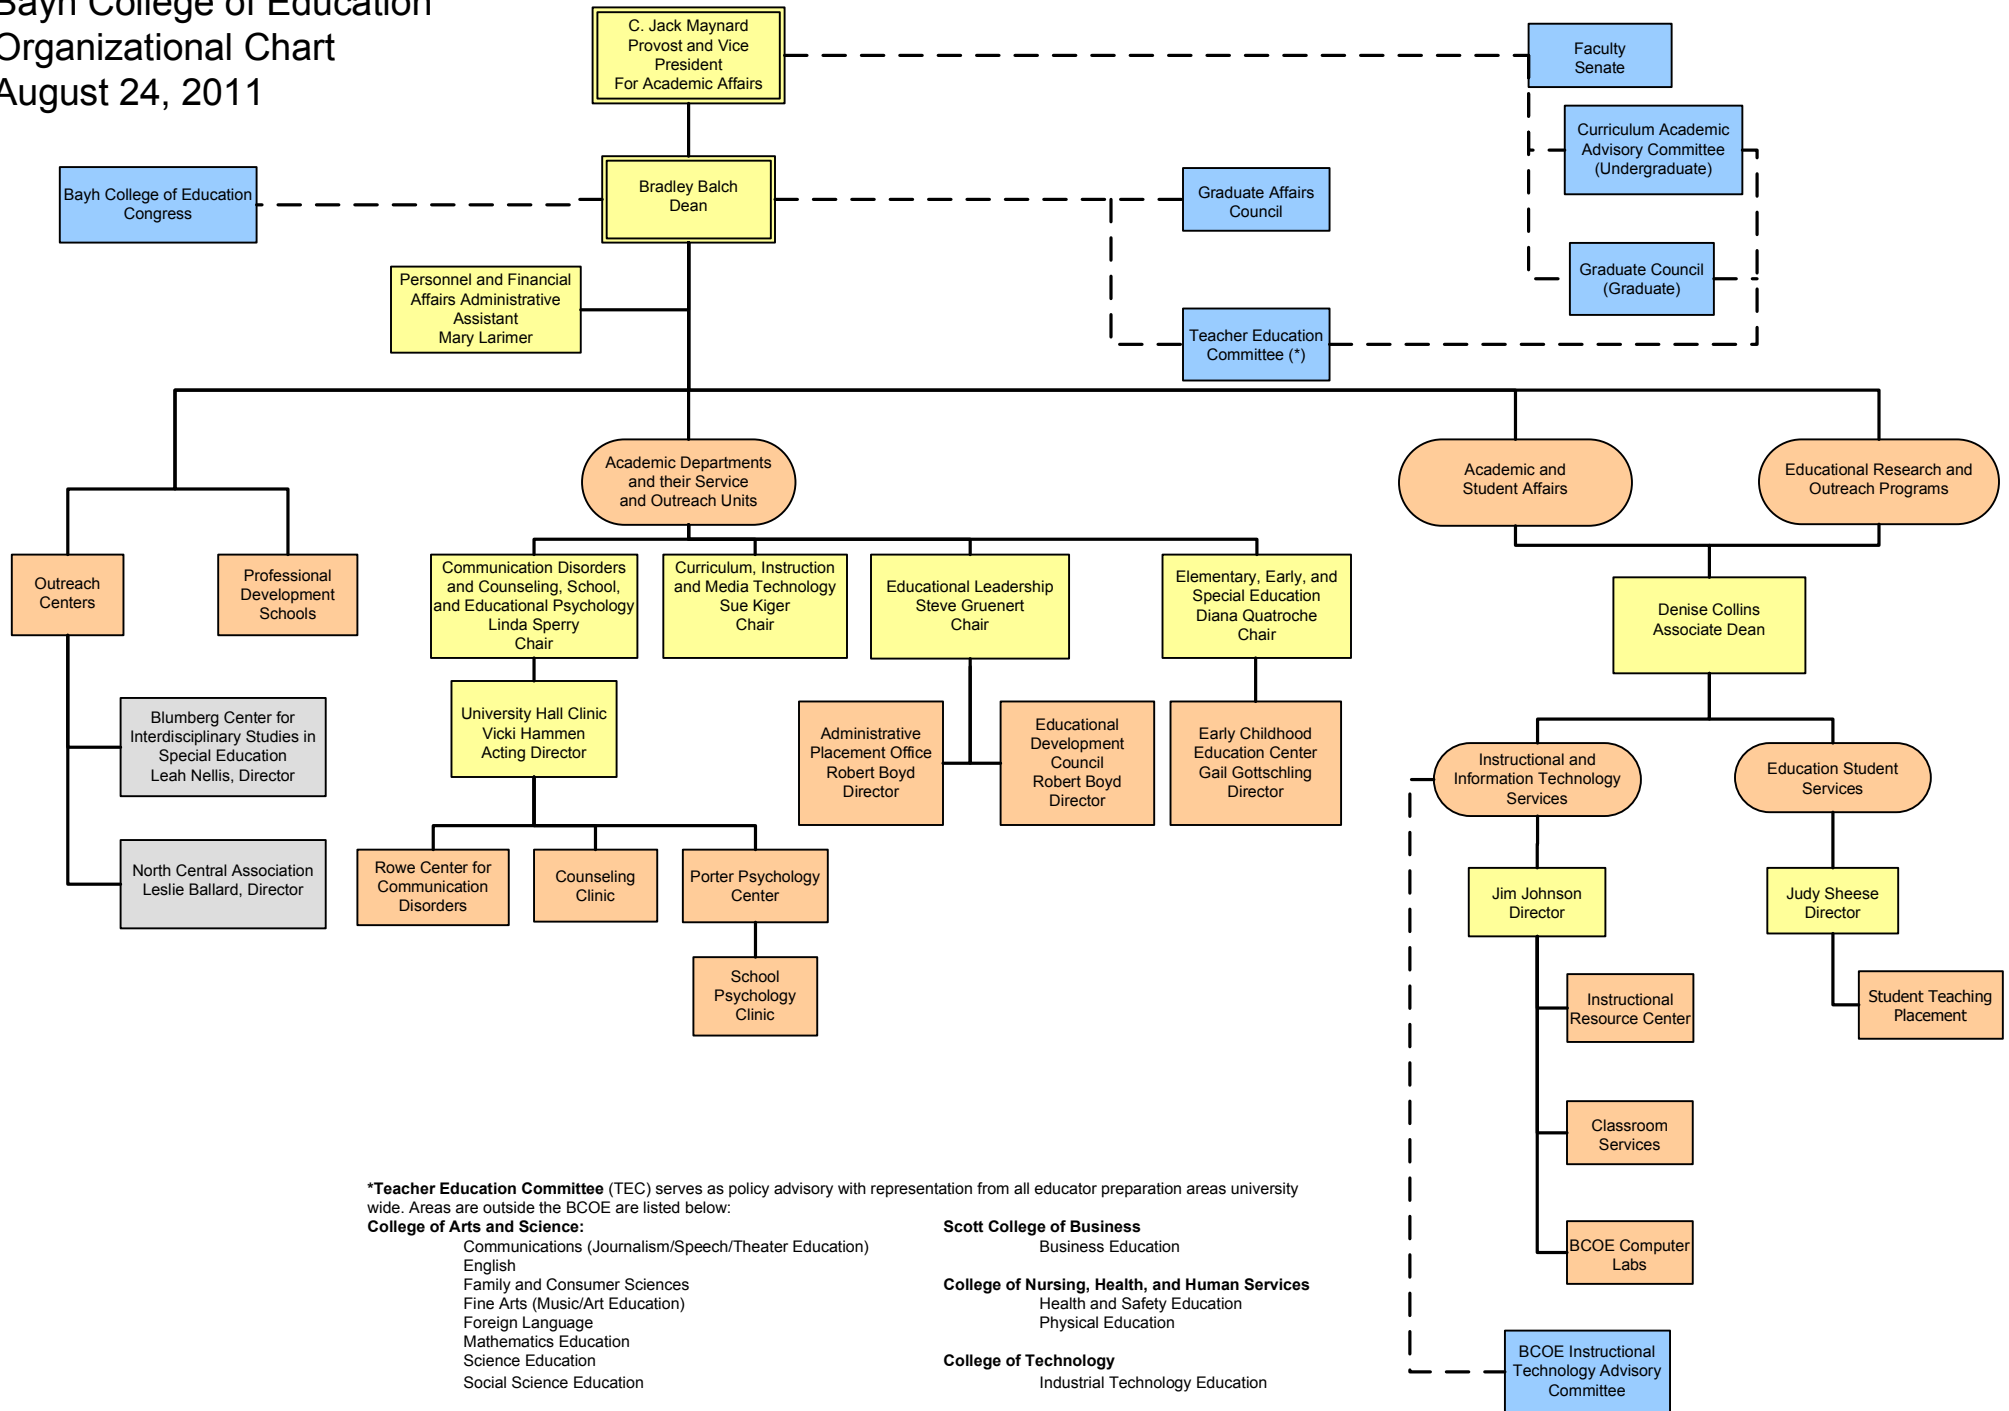 Bayh College of Education
Organizational Chart
August 24, 2011
C. Jack Maynard
Provost and Vice
President
For Academic Affairs
Faculty
Senate
Curriculum Academic
Advisory Committee
(Undergraduate)
Bayh College of Education
Congress
Bradley Balch
Dean
Graduate Affairs
Council
Graduate Council
(Graduate)
Personnel and Financial
Affairs Administrative
Assistant
Mary Larimer
Teacher Education
Committee (*)
Academic Departments
and their Service
and Outreach Units
Academic and
Student Affairs
Educational Research and
Outreach Programs
Outreach
Centers
Professional
Development
Schools
Communication Disorders
and Counseling, School,
and Educational Psychology
Linda Sperry
Chair
Curriculum, Instruction
and Media Technology
Sue Kiger
Chair
Educational Leadership
Steve Gruenert
Chair
Elementary, Early, and
Special Education
Diana Quatroche
Chair
Denise Collins
Associate Dean
Blumberg Center for
Interdisciplinary Studies in
Special Education
Leah Nellis, Director
University Hall Clinic
Vicki Hammen
Acting Director
Administrative
Placement Office
Robert Boyd
Director
Educational
Development
Council
Robert Boyd
Director
Early Childhood
Education Center
Gail Gottschling
Director
Instructional and
Information Technology
Services
Education Student
Services
North Central Association
Leslie Ballard, Director
Rowe Center for
Communication
Disorders
Counseling
Clinic
Porter Psychology
Center
Jim Johnson
Director
Judy Sheese
Director
School
Psychology
Clinic
Instructional
Resource Center
Student Teaching
Placement
Classroom
Services
BCOE Computer
Labs
BCOE Instructional
Technology Advisory
Committee
*Teacher Education Committee (TEC) serves as policy advisory with representation from all educator preparation areas university
wide. Areas are outside the BCOE are listed below:
College of Arts and Science:
Communications (Journalism/Speech/Theater Education)
English
Family and Consumer Sciences
Fine Arts (Music/Art Education)
Foreign Language
Mathematics Education
Science Education
Social Science Education
Scott College of Business
Business Education
College of Nursing, Health, and Human Services
Health and Safety Education
Physical Education
College of Technology
Industrial Technology Education